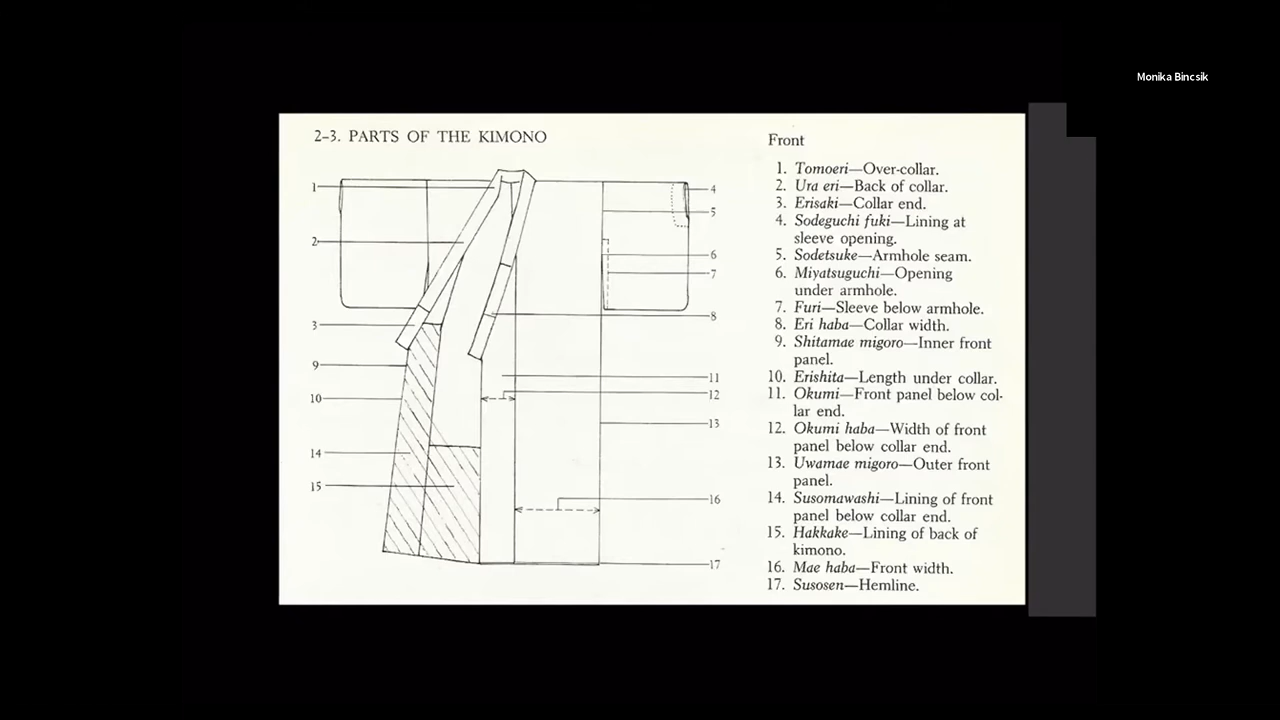 Monika Bincsik
2-3. PARTS OF THE KIMONO
1
2
3
9
10
14
15
4
5
6
7
8
11
12
13
16
17
Front
1. Tomoeri—Over-collar.
2. Ura eri—Back of collar.
3. Erisaki—Collar end.
4. Sodeguchi fuki—Lining at
sleeve opening.
5. Sodetsuke—Armhole seam.
6. Miyatsuguchi—Opening
under armhole.
7. Furi—Sleeve below armhole.
8. Eri haba—Collar width.
9. Shitamae migoro—Inner front
panel.
10. Erishita—Length under collar.
11. Okumi—Front panel below col-
lar end.
12. Okumi haba—Width of front
panel below collar end.
13. Uwamae migoro—Outer front
panel.
14. Susomawashi—Lining of front
panel below collar end.
15. Hakkake—Lining of back of
kimono.
16. Mae haba—Front width.
17. Susosen—Hemline.